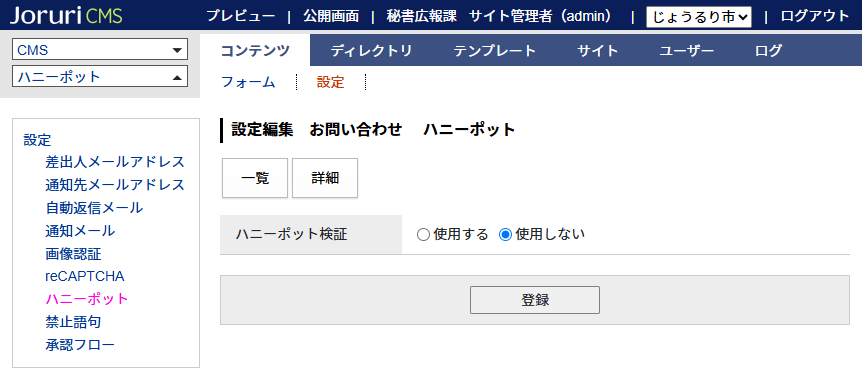 Joruri CMS プレビュー | 公開画面 | 秘書広報課 サイト管理者（admin） | じょうるり市 | ログアウト
CMS
ハニーポット
コンテンツ ディレクトリ テンプレート サイト ユーザー ログ
フォーム 設定
設定
差出人メールアドレス
通知先メールアドレス
自動返信メール
通知メール
画像認証
reCAPTCHA
ハニーポット
禁止語句
承認フロー
設定編集 お問い合わせ ハニーポット
一覧 詳細
ハニーポット検証 使用する 使用しない
登録